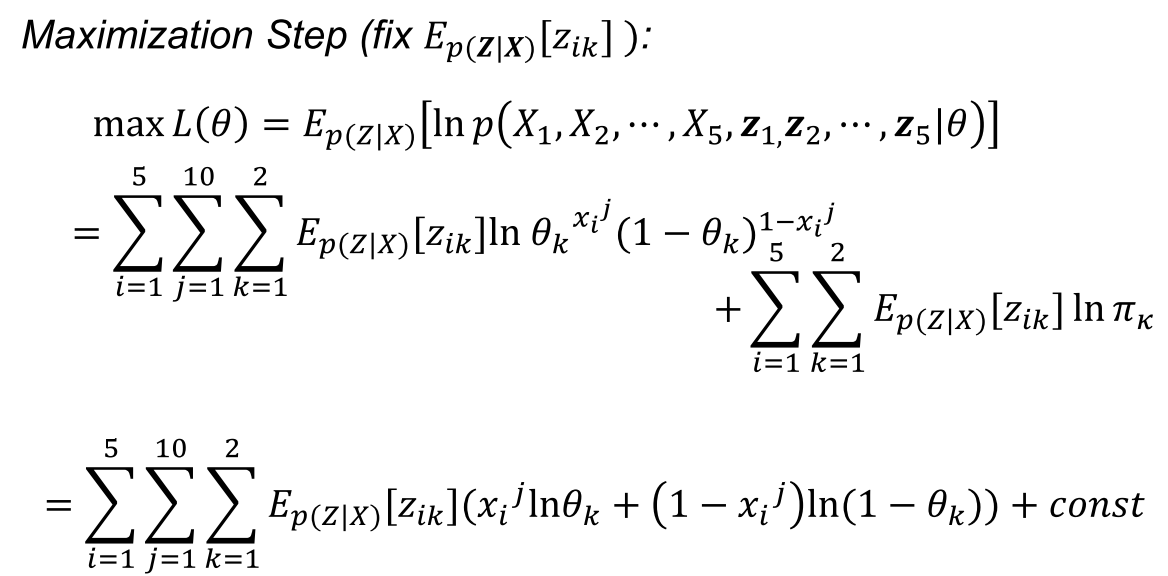 Maximization Step (fix E_{p(Z|X)}[z_{ik}] ):
max L(θ) = E_{p(Z|X)}[ln p(X_1, X_2, ⋯, X_5, z_{1,}z_2, ⋯, z_5|θ)]
= ∑_{i=1}^{5} ∑_{j=1}^{10} ∑_{k=1}^{2} E_{p(Z|X)}[z_{ik}]ln θ_k^{x_i^j}(1 − θ_k)^{1−x_i^j}
+ ∑_{i=1}^{5} ∑_{k=1}^{2} E_{p(Z|X)}[z_{ik}] ln π_κ
= ∑_{i=1}^{5} ∑_{j=1}^{10} ∑_{k=1}^{2} E_{p(Z|X)}[z_{ik}](x_i^j lnθ_k + (1 − x_i^j)ln(1 − θ_k)) + const